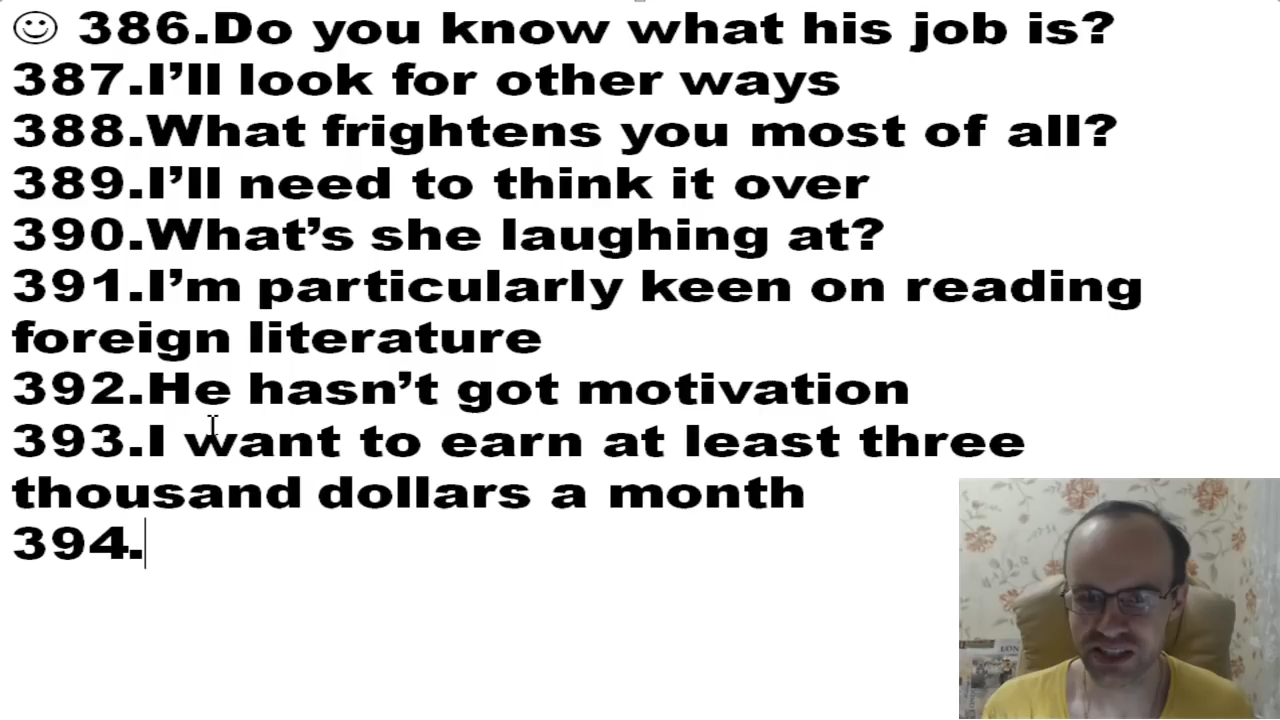 ☺ 386.Do you know what his job is?
387.I’ll look for other ways
388.What frightens you most of all?
389.I’ll need to think it over
390.What’s she laughing at?
391.I’m particularly keen on reading
foreign literature
392.He hasn’t got motivation
393.I want to earn at least three
thousand dollars a month
394.